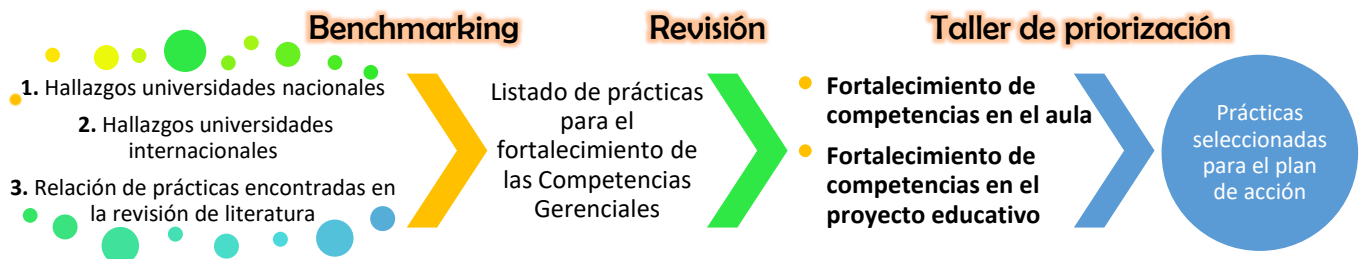 Benchmarking
Revisión
Taller de priorización
1. Hallazgos universidades nacionales
2. Hallazgos universidades
internacionales
3. Relación de prácticas encontradas en
la revisión de literatura
Listado de prácticas
para el
fortalecimiento de
las Competencias
Gerenciales
Fortalecimiento de
competencias en el aula
Fortalecimiento de
competencias en el
proyecto educativo
Prácticas
seleccionadas
para el plan
de acción